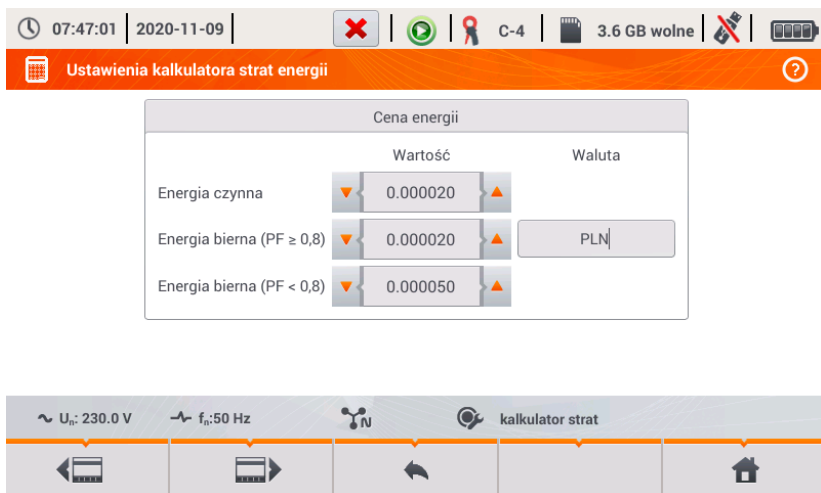 07:47:01 2020-11-09 C-4 3.6 GB wolne
Ustawienia kalkulatora strat energii ?
Cena energii
Wartość Waluta
Energia czynna 0.000020
Energia bierna (PF ≥ 0,8) 0.000020 PLN
Energia bierna (PF < 0,8) 0.000050
Uₙ: 230.0 V fₙ:50 Hz N kalkulator strat